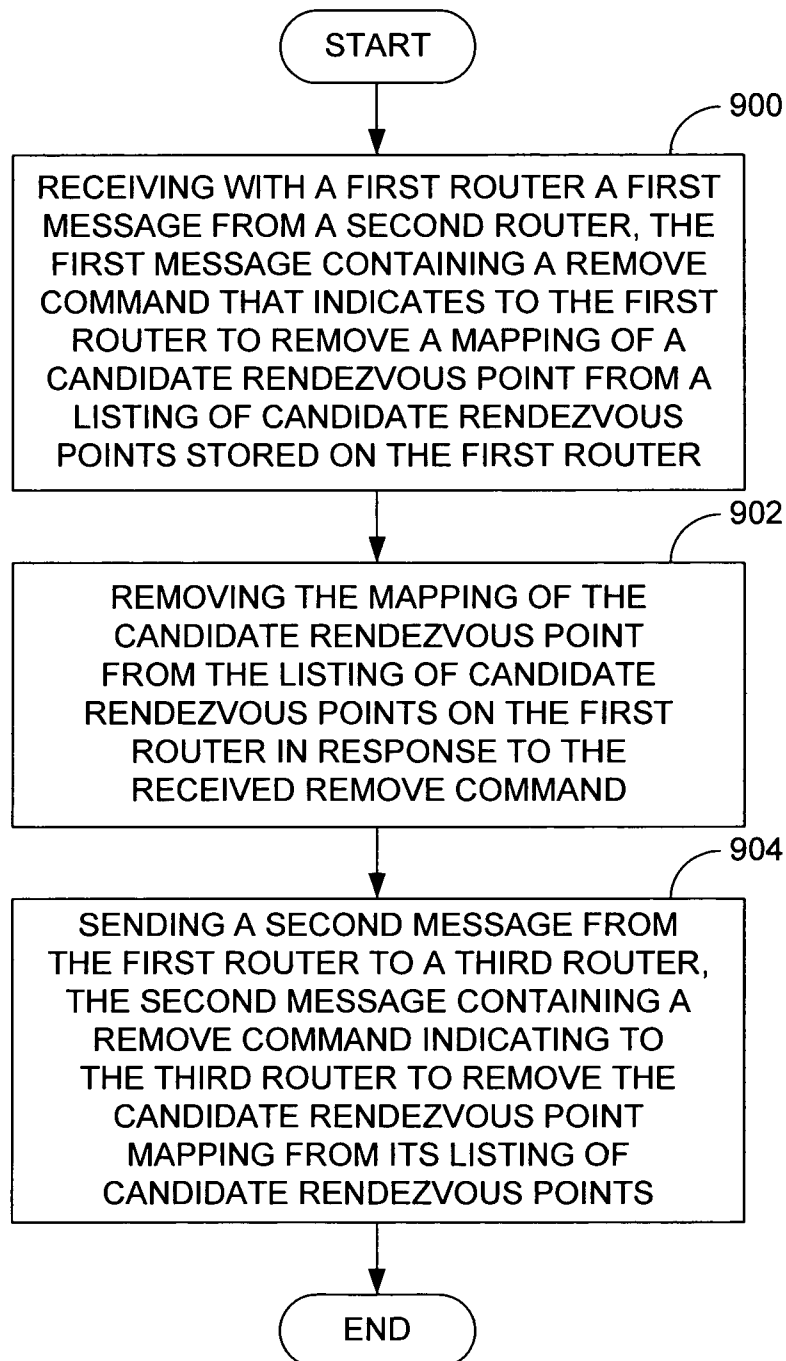 START
900
RECEIVING WITH A FIRST ROUTER A FIRST
MESSAGE FROM A SECOND ROUTER, THE
FIRST MESSAGE CONTAINING A REMOVE
COMMAND THAT INDICATES TO THE FIRST
ROUTER TO REMOVE A MAPPING OF A
CANDIDATE RENDEZVOUS POINT FROM A
LISTING OF CANDIDATE RENDEZVOUS
POINTS STORED ON THE FIRST ROUTER
902
REMOVING THE MAPPING OF THE
CANDIDATE RENDEZVOUS POINT
FROM THE LISTING OF CANDIDATE
RENDEZVOUS POINTS ON THE FIRST
ROUTER IN RESPONSE TO THE
RECEIVED REMOVE COMMAND
904
SENDING A SECOND MESSAGE FROM
THE FIRST ROUTER TO A THIRD ROUTER,
THE SECOND MESSAGE CONTAINING A
REMOVE COMMAND INDICATING TO
THE THIRD ROUTER TO REMOVE THE
CANDIDATE RENDEZVOUS POINT
MAPPING FROM ITS LISTING OF
CANDIDATE RENDEZVOUS POINTS
END